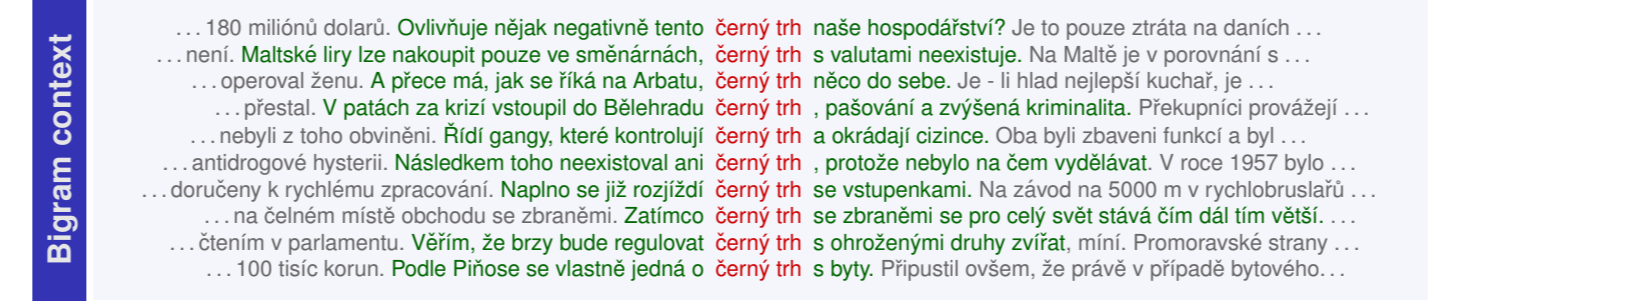 Bigram context
...180 miliónů dolarů. Ovlivňuje nějak negativně tento černý trh naše hospodářství? Je to pouze ztráta na daních ...
...není. Maltské liry lze nakoupit pouze ve směnárnách, černý trh s valutami neexistuje. Na Maltě je v porovnání s ...
...operoval ženu. A přece má, jak se říká na Arbatu, černý trh něco do sebe. Je - li hlad nejlepší kuchař, je ...
...přestal. V patách za krizí vstoupil do Bělehradu černý trh , pašování a zvýšená kriminalita. Překupníci provážejí ...
...nebyli z toho obviněni. Řídí gangy, které kontrolují černý trh a okrádají cizince. Oba byli zbaveni funkcí a byl ...
...antidrogové hysterii. Následkem toho neexistoval ani černý trh , protože nebylo na čem vydělávat. V roce 1957 bylo ...
...doručeny k rychlému zpracování. Naplno se již rozjíždí černý trh se vstupenkami. Na závod na 5000 m v rychlobruslařů ...
...na čelném místě obchodu se zbraněmi. Zatímco černý trh se zbraněmi se pro celý svět stává čím dál tím větší. ...
...čtením v parlamentu. Věřím, že brzy bude regulovat černý trh s ohroženými druhy zvířat, míní. Promoravské strany ...
...100 tisíc korun. Podle Piňose se vlastně jedná o černý trh s byty. Připustil ovšem, že právě v případě bytového...